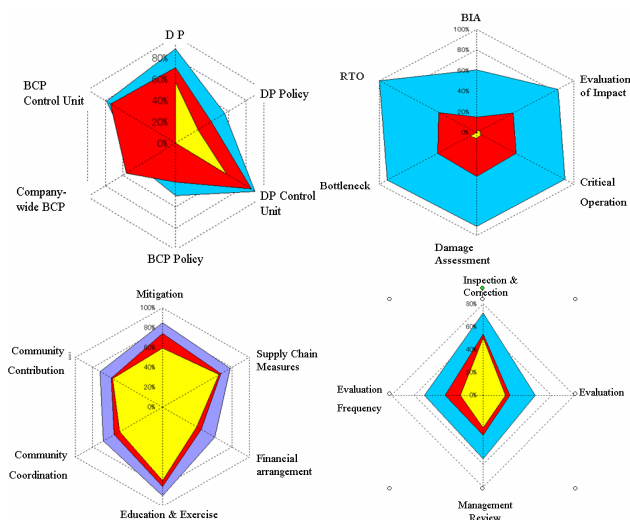 D P
80%
60%
40%
20%
0%
BCP
Control Unit
DP Policy
Company-
wide BCP
DP Control
Unit
BCP Policy
BIA
100%
80%
60%
40%
20%
0%
RTO
Evaluation
of Impact
Bottleneck
Critical
Operation
Damage
Assessment
Mitigation
100%
80%
60%
40%
20%
0%
Community
Contribution
Supply Chain
Measures
Community
Coordination
Financial
arrangement
Education & Exercise
Inspection &
Correction
80%
60%
40%
20%
0%
Evaluation
Frequency
Evaluation
Management
Review